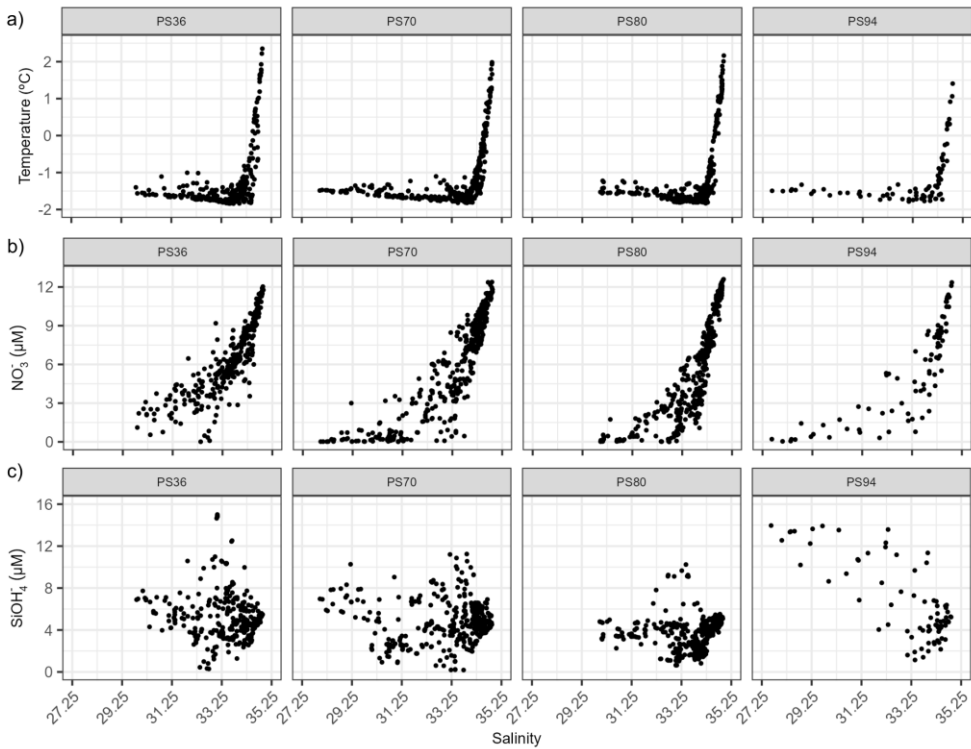 a)
PS36 PS70 PS80 PS94
Temperature (ºC)
2
1
0
-1
-2
b)
PS36 PS70 PS80 PS94
NO₃⁻ (µM)
12
9
6
3
0
c)
PS36 PS70 PS80 PS94
SiOH₄⁻ (µM)
16
12
8
4
0
27.25 29.25 31.25 33.25 35.25 27.25 29.25 31.25 33.25 35.25 27.25 29.25 31.25 33.25 35.25 27.25 29.25 31.25 33.25 35.25
Salinity